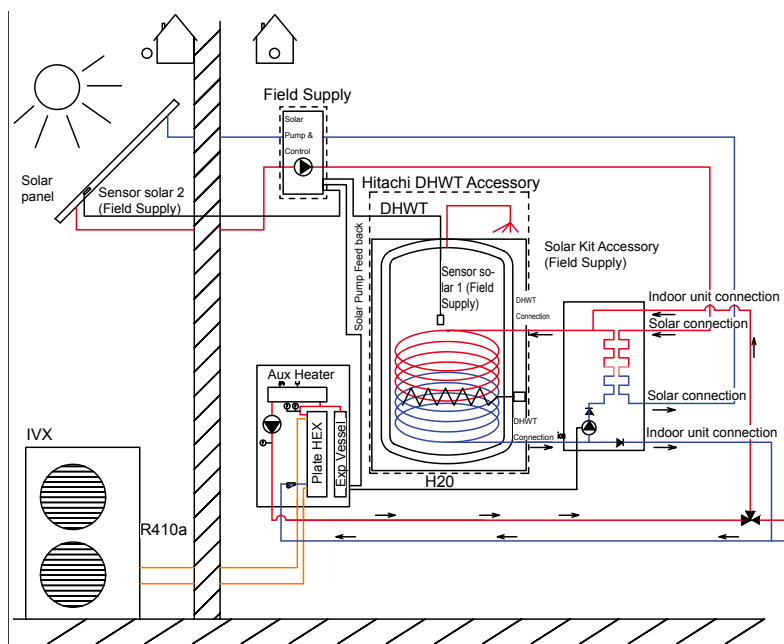 Field Supply
Solar
Pump &
Control
Solar
panel
Sensor solar 2
(Field Supply)
Hitachi DHWT Accessory
DHWT
Solar Pump Feed back
Sensor so-
lar 1 (Field
Supply)
DHWT
Connection
Solar Kit Accessory
(Field Supply)
Indoor unit connection
Solar connection
Solar connection
Indoor unit connection
DHWT
Connection
Aux Heater
Plate HEX
Exp Vessel
H20
IVX
R410a